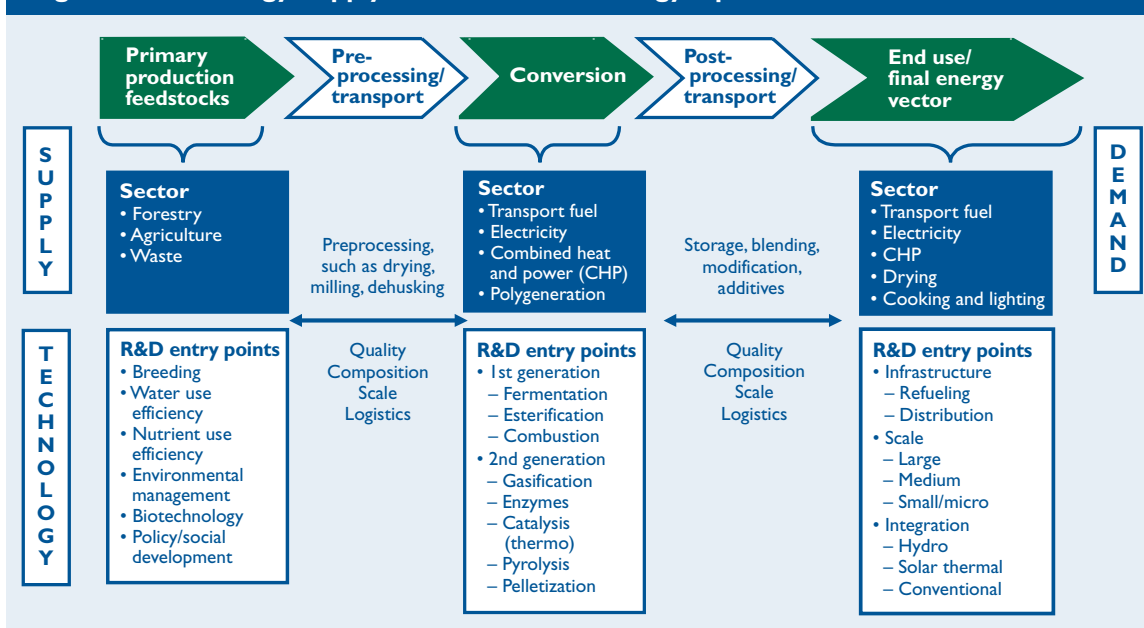 Primary
production
feedstocks
Pre-
processing/
transport
Conversion
Post-
processing/
transport
End use/
final energy
vector
SUPPLY
DEMAND
Sector
• Forestry
• Agriculture
• Waste
Preprocessing,
such as drying,
milling, dehusking
Sector
• Transport fuel
• Electricity
• Combined heat
and power (CHP)
• Polygeneration
Storage, blending,
modification,
additives
Sector
• Transport fuel
• Electricity
• CHP
• Drying
• Cooking and lighting
TECHNOLOGY
R&D entry points
• Breeding
• Water use
efficiency
• Nutrient use
efficiency
• Environmental
management
• Biotechnology
• Policy/social
development
Quality
Composition
Scale
Logistics
R&D entry points
• 1st generation
– Fermentation
– Esterification
– Combustion
• 2nd generation
– Gasification
– Enzymes
– Catalysis
(thermo)
– Pyrolysis
– Pelletization
Quality
Composition
Scale
Logistics
R&D entry points
• Infrastructure
– Refueling
– Distribution
• Scale
– Large
– Medium
– Small/micro
• Integration
– Hydro
– Solar thermal
– Conventional